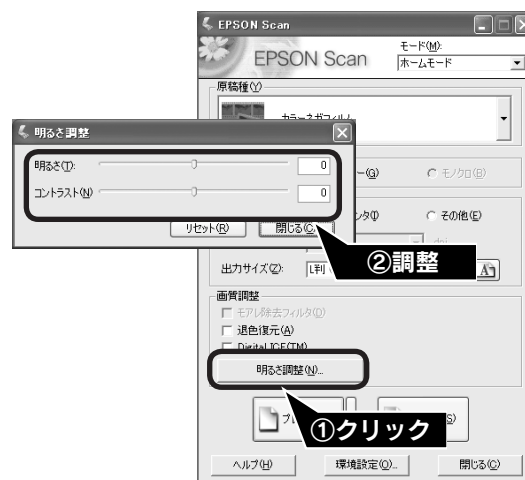 EPSON Scan
EPSON Scan
モード(M):
ホームモード
原稿種(Y)
カラーネガフィルム
明るさ調整
明るさ(T):
0
コントラスト(N)
0
リセット(R)
閉じる(C)
(G)
モノクロ(B)
その他(E)
dpi
②調整
出力サイズ(Z):
L判
画質調整
モアレ除去フィルタ(D)
退色復元(A)
Digital ICE(TM)
明るさ調整(N)...
①クリック
ヘルプ(H)
環境設定(O)...
閉じる(C)